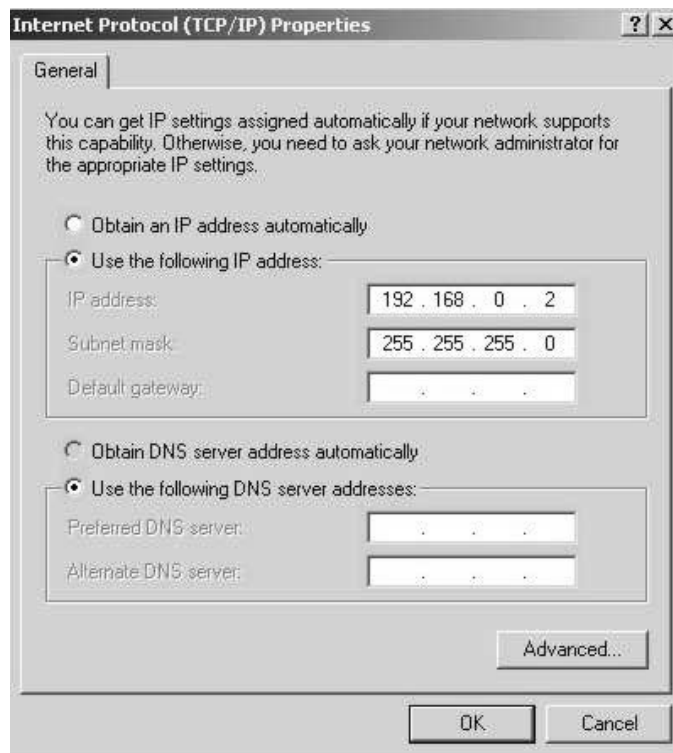 Internet Protocol (TCP/IP) Properties
General
You can get IP settings assigned automatically if your network supports
this capability. Otherwise, you need to ask your network administrator for
the appropriate IP settings.
Obtain an IP address automatically
Use the following IP address:
IP address: 192 . 168 . 0 . 2
Subnet mask: 255 . 255 . 255 . 0
Default gateway: . . .
Obtain DNS server address automatically
Use the following DNS server addresses:
Preferred DNS server: . . .
Alternate DNS server: . . .
Advanced...
OK Cancel